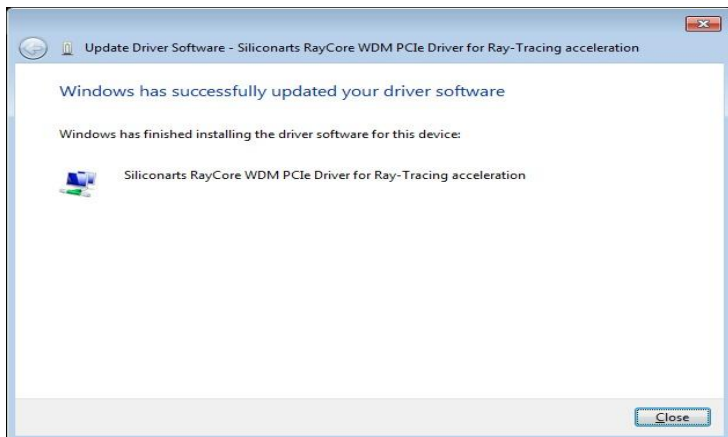 Update Driver Software - Siliconarts RayCore WDM PCIe Driver for Ray-Tracing acceleration
Windows has successfully updated your driver software
Windows has finished installing the driver software for this device:
Siliconarts RayCore WDM PCIe Driver for Ray-Tracing acceleration
Close